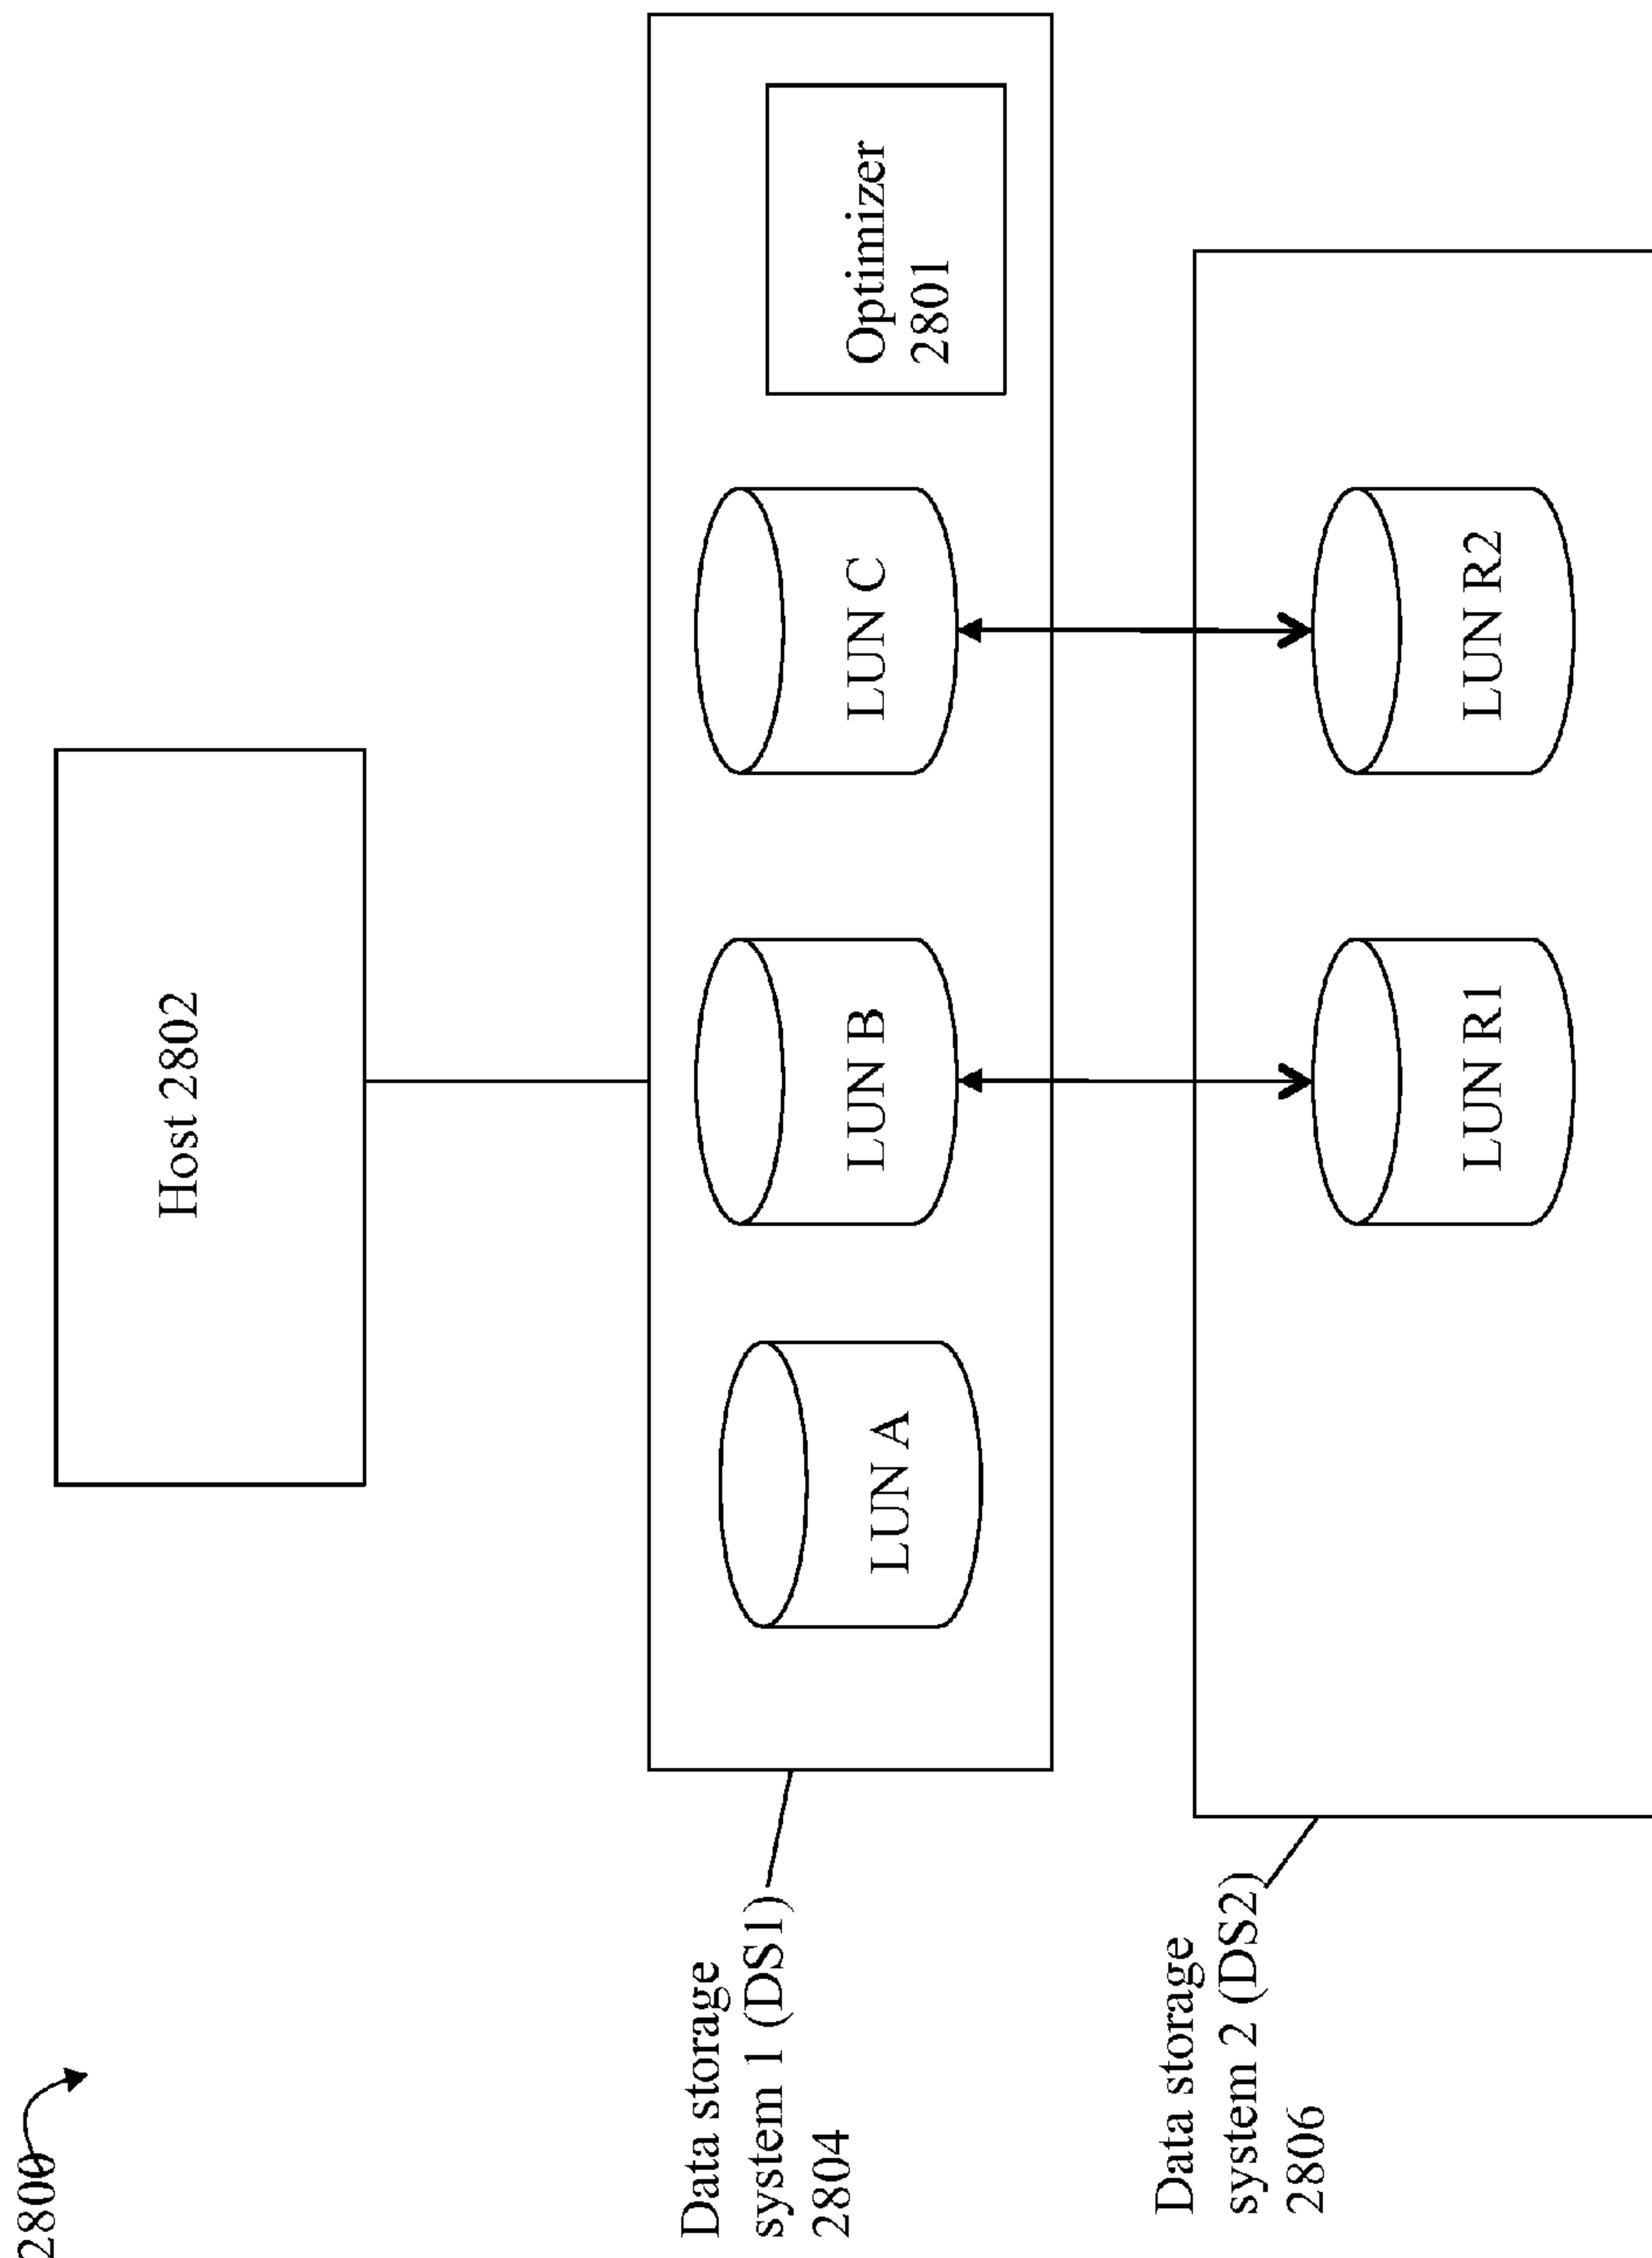 2800
Host 2802
Data storage
system 1 (DS1)
2804
LUN A
LUN B
LUN C
Optimizer
2801
Data storage
system 2 (DS2)
2806
LUN R1
LUN R2